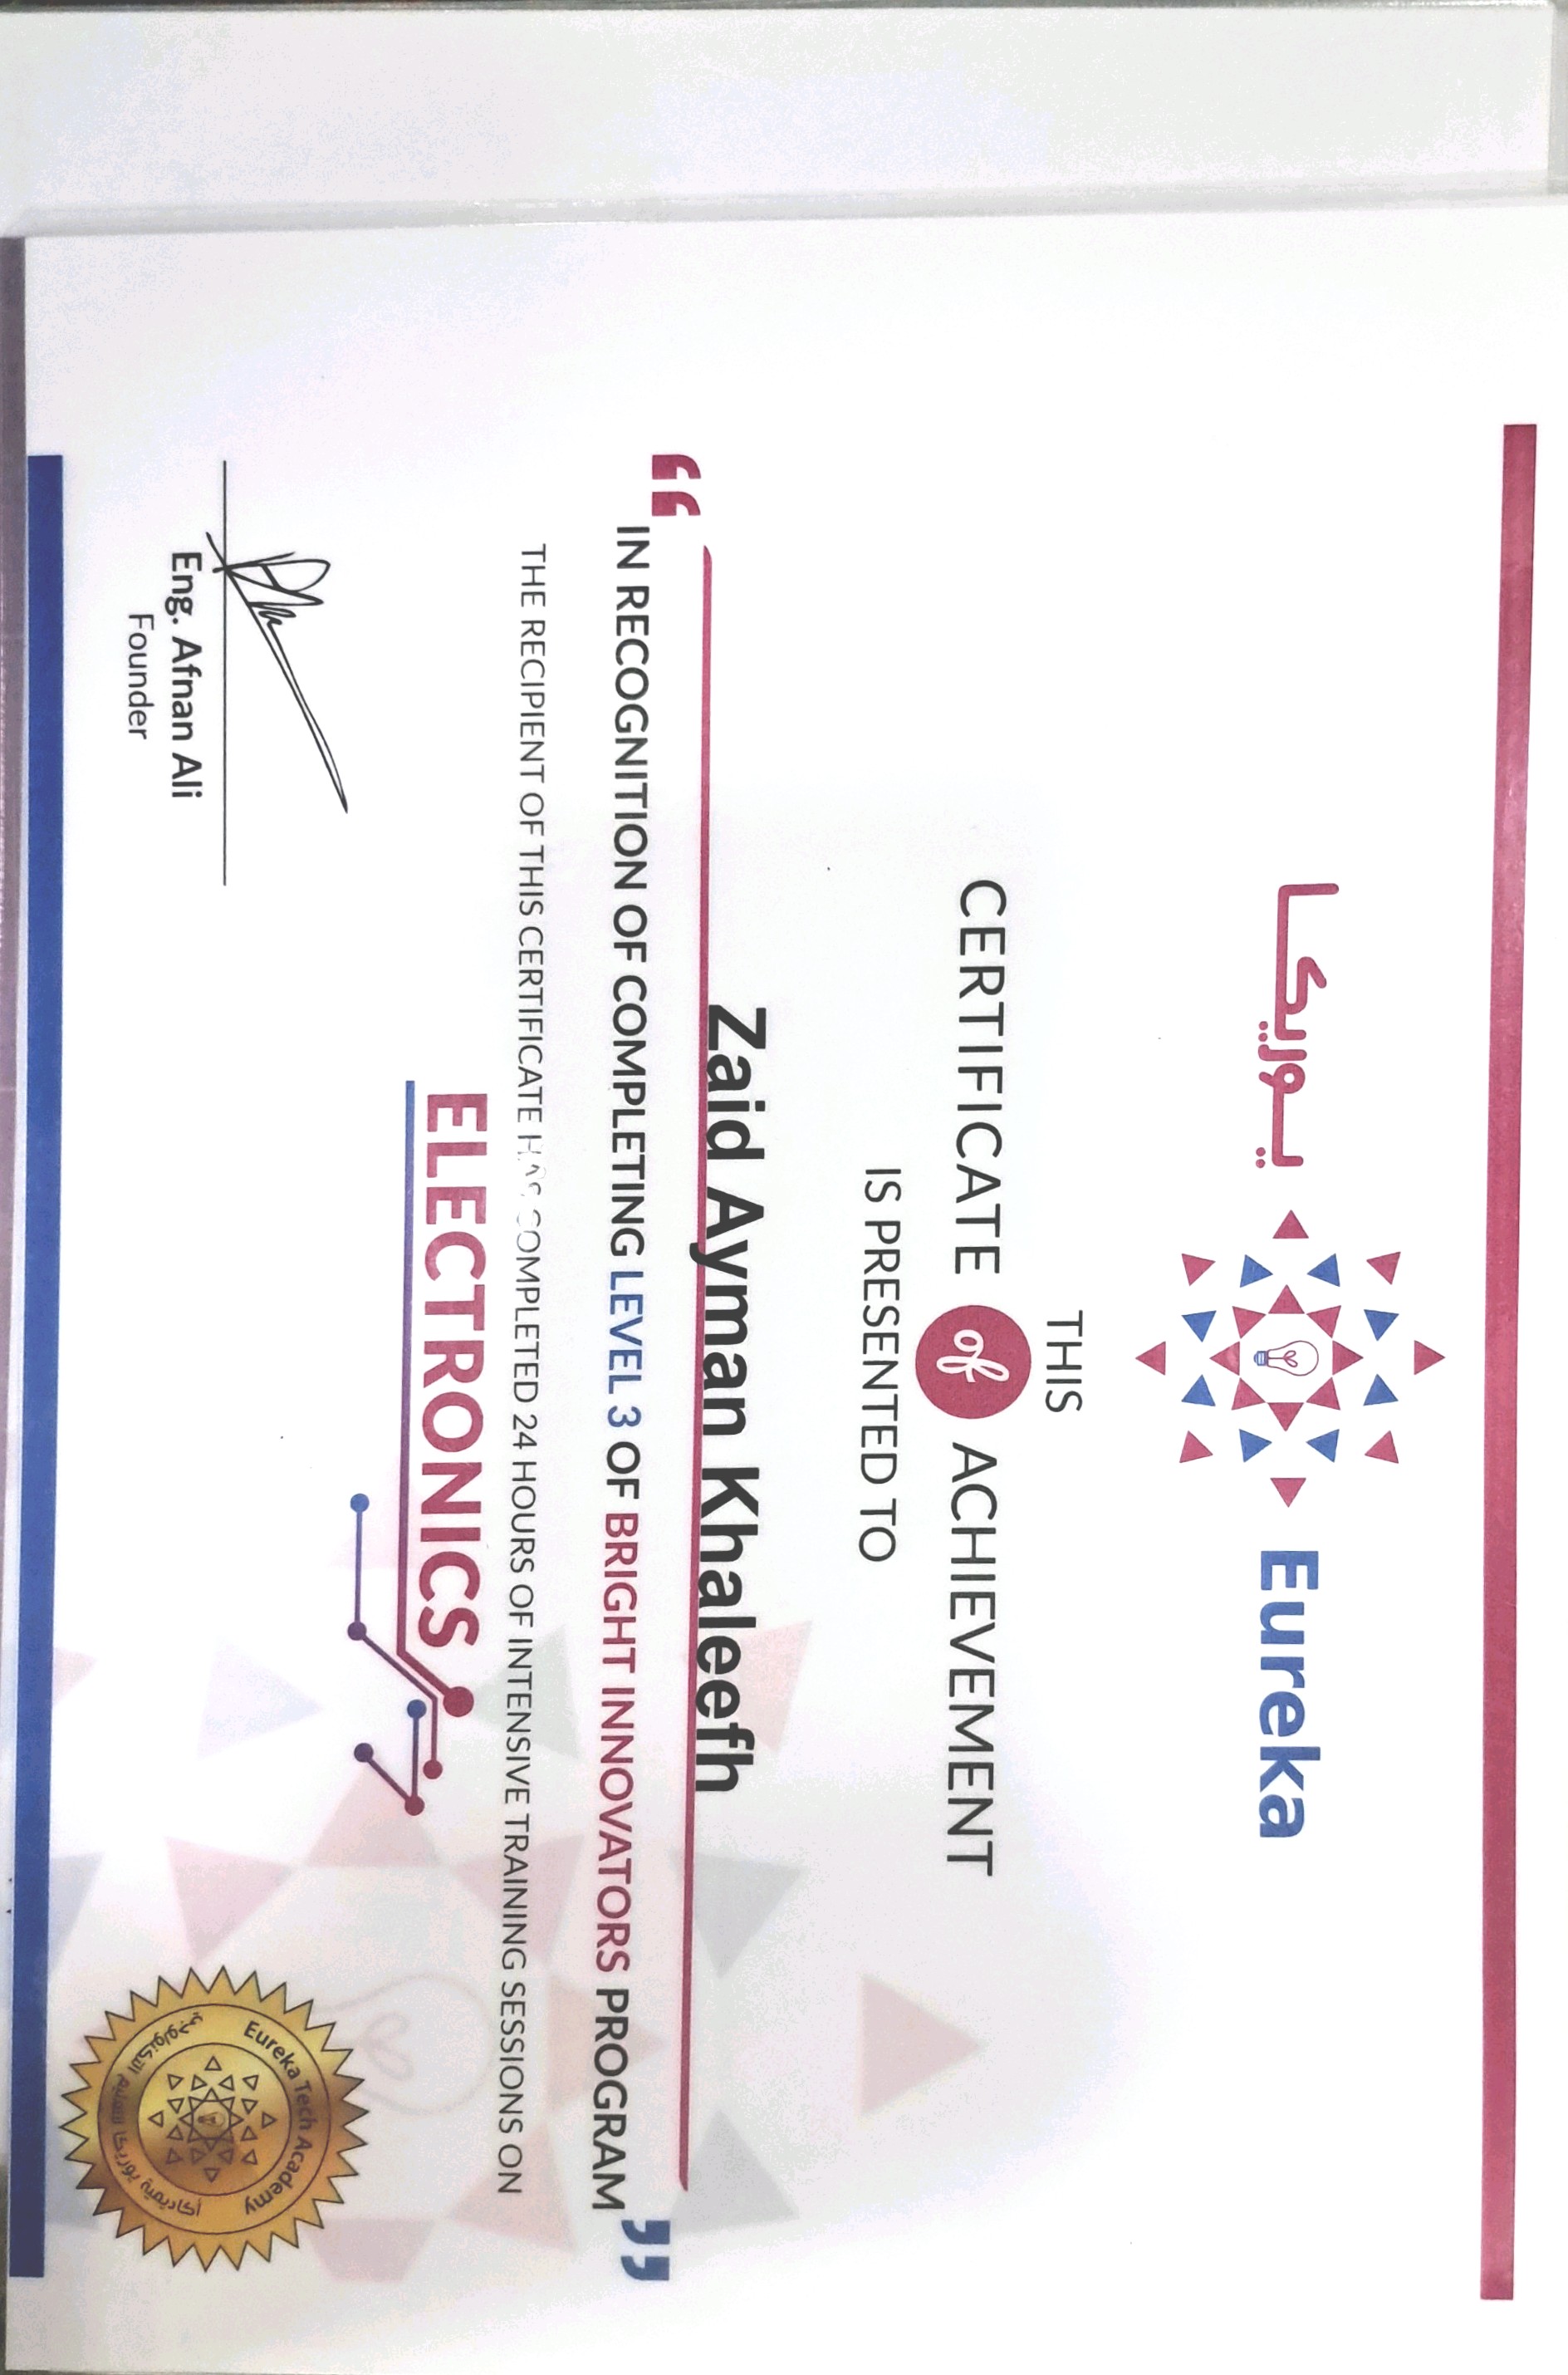 يوريكا Eureka
THIS
CERTIFICATE of ACHIEVEMENT
IS PRESENTED TO
Zaid Ayman Khaleefh
“IN RECOGNITION OF COMPLETING LEVEL 3 OF BRIGHT INNOVATORS PROGRAM”
THE RECIPIENT OF THIS CERTIFICATE HAS COMPLETED 24 HOURS OF INTENSIVE TRAINING SESSIONS ON
ELECTRONICS
Eng. Afnan Ali
Founder
Eureka Tech Academy
أكاديمية يوريكا للتعليم التكنولوجي